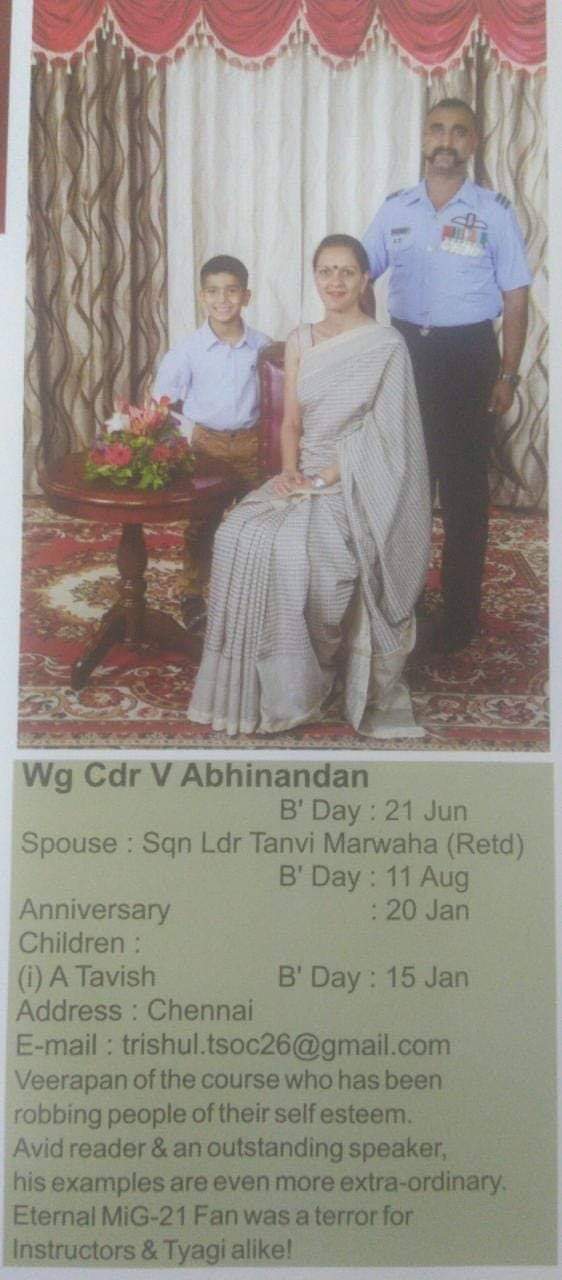 Wg Cdr V Abhinandan
B' Day : 21 Jun
Spouse : Sqn Ldr Tanvi Marwaha (Retd)
B' Day : 11 Aug
Anniversary : 20 Jan
Children :
(i) A Tavish B' Day : 15 Jan
Address : Chennai
E-mail : trishul.tsoc26@gmail.com
Veerapan of the course who has been
robbing people of their self esteem.
Avid reader & an outstanding speaker,
his examples are even more extra-ordinary.
Eternal MiG-21 Fan was a terror for
Instructors & Tyagi alike!